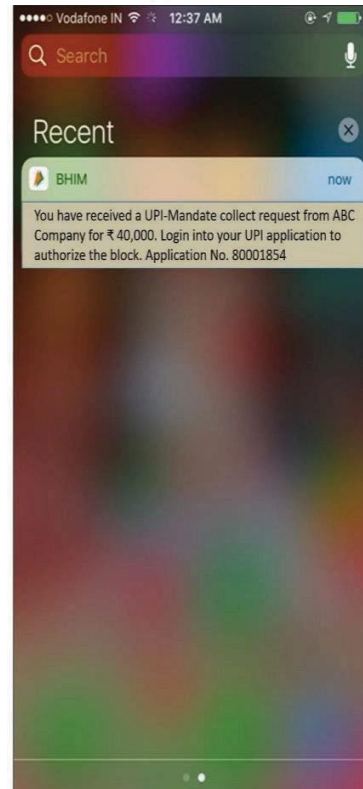 Vodafone IN 12:37 AM
Search
Recent
BHIM now
You have received a UPI-Mandate collect request from ABC
Company for ₹ 40,000. Login into your UPI application to
authorize the block. Application No. 80001854